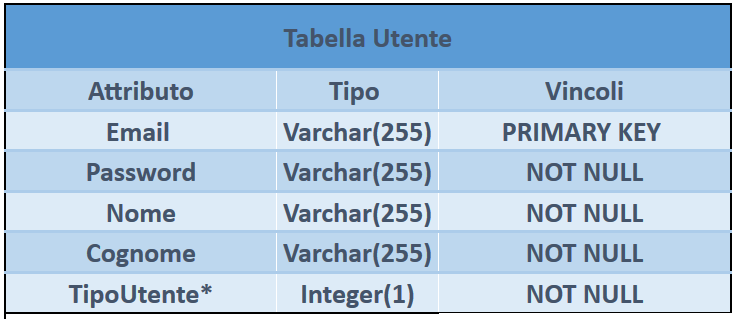 Tabella Utente
Attributo Tipo Vincoli
Email Varchar(255) PRIMARY KEY
Password Varchar(255) NOT NULL
Nome Varchar(255) NOT NULL
Cognome Varchar(255) NOT NULL
TipoUtente* Integer(1) NOT NULL